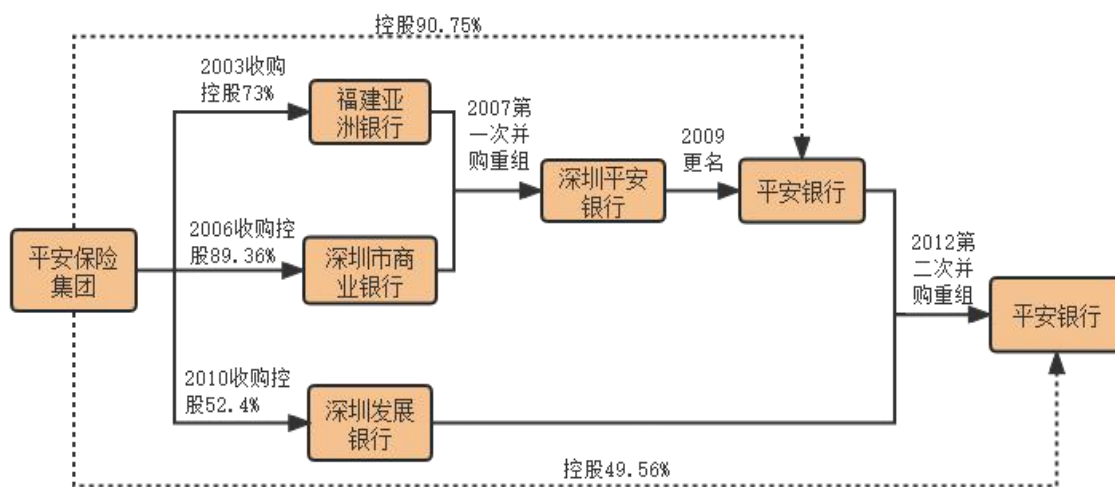 控股90.75%
2003收购
控股73%
福建亚
洲银行
2007第
一次并
购重组
2009
更名
深圳平安
银行
平安银行
平安保险
集团
2006收购控
股89.36%
深圳市商
业银行
2012第
二次并
购重组
平安银行
2010收购控
股52.4%
深圳发展
银行
控股49.56%